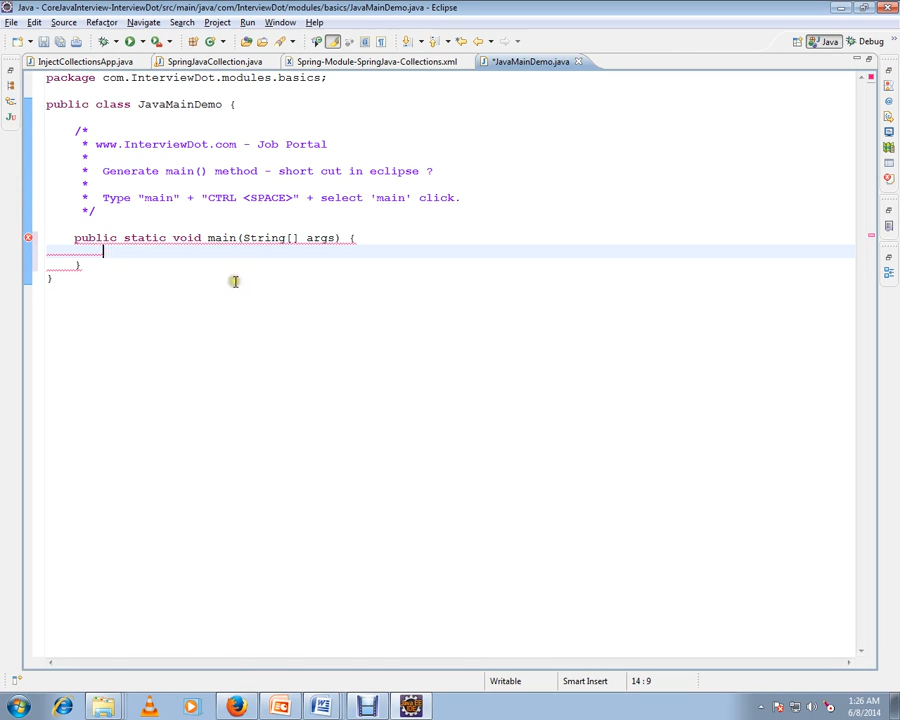 Java - CoreJavaInterview-InterviewDot/src/main/java/com/InterviewDot/modules/basics/JavaMainDemo.java - Eclipse
File Edit Source Refactor Navigate Search Project Run Window Help
Java Debug
InjectCollectionsApp.java SpringJavaCollection.java Spring-Module-SpringJava-Collections.xml *JavaMainDemo.java
package com.InterviewDot.modules.basics;
public class JavaMainDemo {
/*
* www.InterviewDot.com - Job Portal
*
* Generate main() method - short cut in eclipse ?
*
* Type "main" + "CTRL <SPACE>" + select 'main' click.
*/
public static void main(String[] args) {
}
}
Writable Smart Insert 14 : 9
1:26 AM
6/8/2014